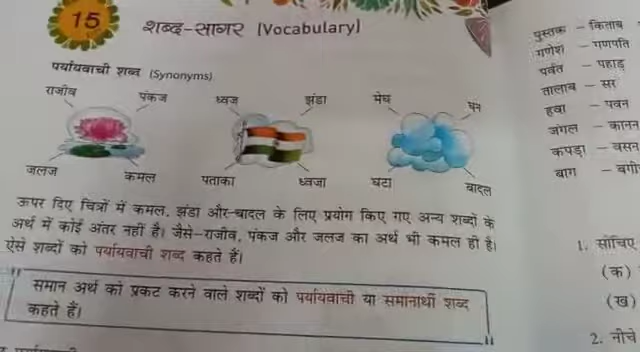 15
शब्द-सागर (Vocabulary)
पर्यायवाची शब्द (Synonyms)
राजीव पंकज ध्वज झंडा मेघ घन
जलज कमल पताका ध्वजा घटा बादल
ऊपर दिए चित्रों में कमल, झंडा और बादल के लिए प्रयोग किए गए अन्य शब्दों के
अर्थ में कोई अंतर नहीं है। जैसे-राजीव, पंकज और जलज का अर्थ भी कमल ही है।
ऐसे शब्दों को पर्यायवाची शब्द कहते हैं।
समान अर्थ को प्रकट करने वाले शब्दों को पर्यायवाची या समानार्थी शब्द
कहते हैं।
पुस्तक – किताब
गणेश – गणपति
पर्वत – पहाड़
तालाब – सर
हवा – पवन
जंगल – कानन
कपड़ा – वसन
बाग – बगी
1. सोचिए
(क)
(ख)
2. नीचे